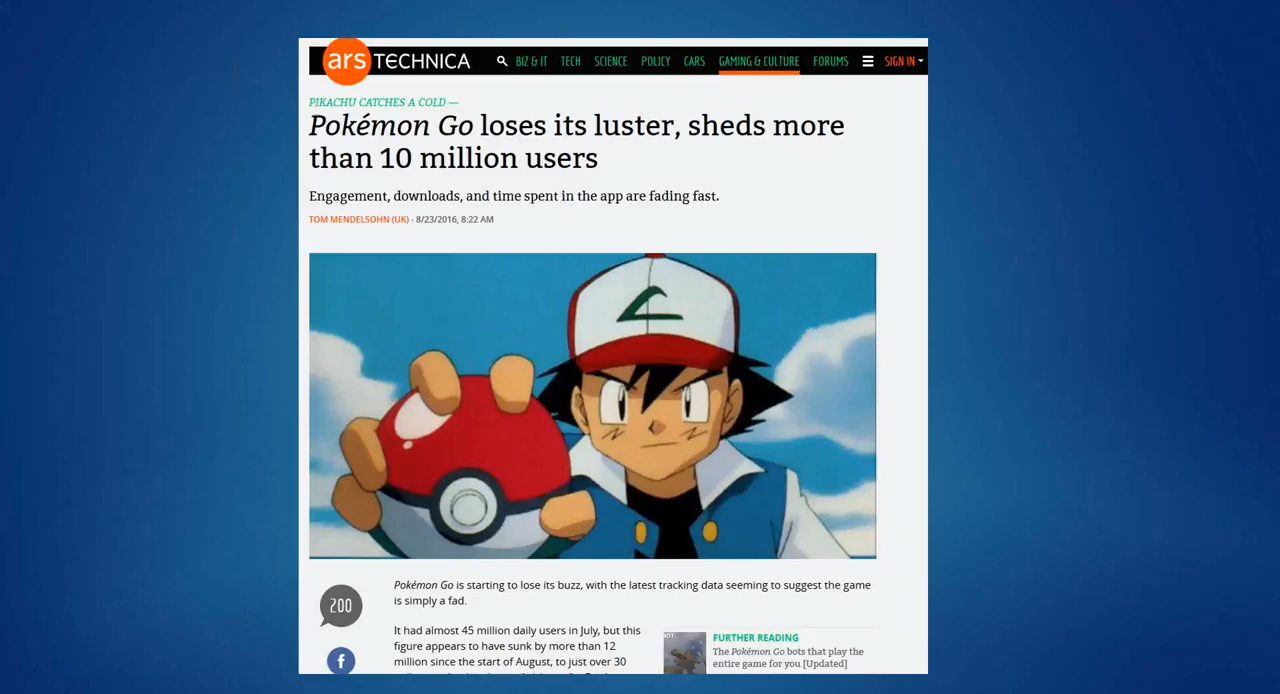 ars TECHNICA BIZ & IT TECH SCIENCE POLICY CARS GAMING & CULTURE FORUMS SIGN IN
PIKACHU CATCHES A COLD —
Pokémon Go loses its luster, sheds more
than 10 million users
Engagement, downloads, and time spent in the app are fading fast.
TOM MENDELSOHN (UK) - 8/23/2016, 8:22 AM
200
Pokémon Go is starting to lose its buzz, with the latest tracking data seeming to suggest the game
is simply a fad.
It had almost 45 million daily users in July, but this
figure appears to have sunk by more than 12
million since the start of August, to just over 30
f
FURTHER READING
The Pokémon Go bots that play the
entire game for you [Updated]